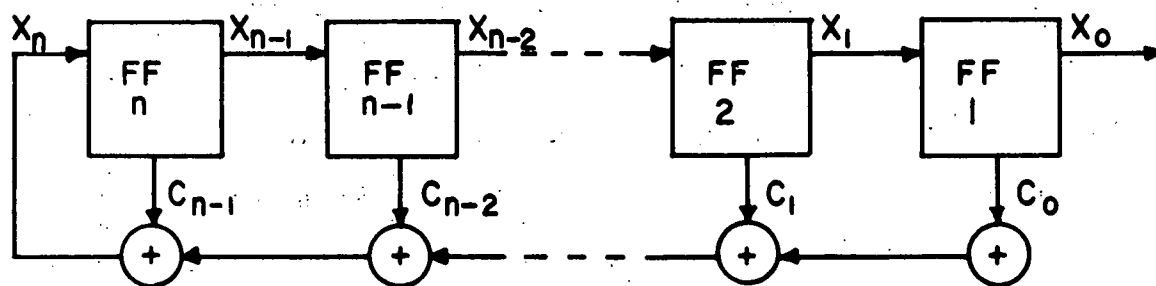 Xn Xn-1 Xn-2 X1 X0
FF n FF n-1 FF 2 FF 1
Cn-1 Cn-2 C1 C0
+ + + +